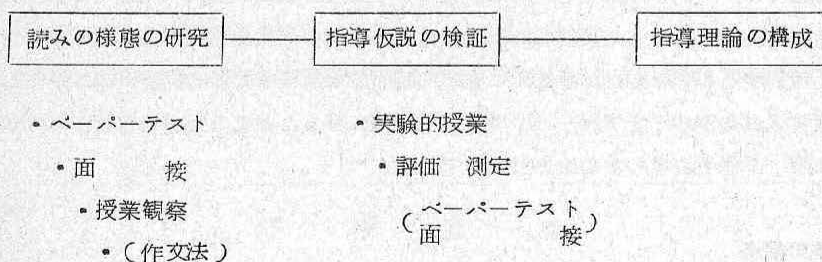 読みの様態の研究 指導仮説の検証 指導理論の構成
・ペーパーテスト
・面 接
・授業観察
・(作文法)
・実験的授業
・評価 測定
(ペーパーテスト
面 接)